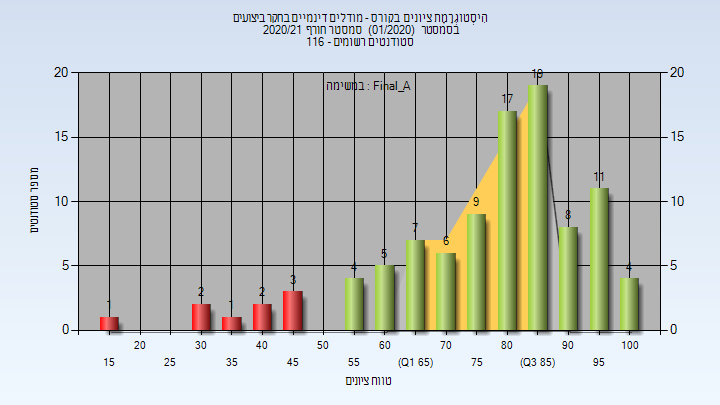 היסטוגרמת ציונים בקורס - מודלים דינמיים בחקר ביצועים
בסמסטר (01/2020) סמסטר חורף 2020/21
116 - סטודנטים רשומים
במשימה : Final_A
מספר סטודנטים
20 20
15 15
10 10
5 5
0 0
1 2 1 2 3 4 5 7 6 9 17 19 8 11 4
20 30 40 50 60 70 80 90 100
15 25 35 45 55 (Q1 65) 75 (Q3 85) 95
טווח ציונים